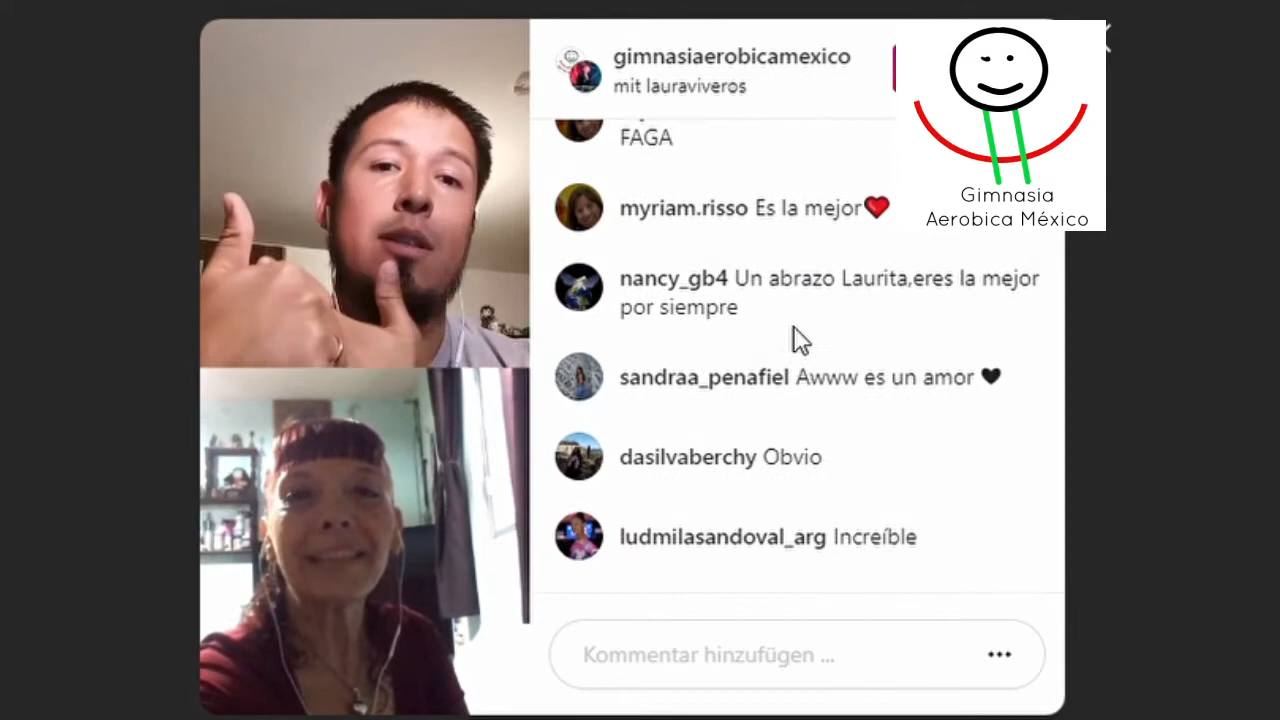 gimnasiaerobicamexico
mit lauraviveros
FAGA
myriam.risso Es la mejor❤️
nancy_gb4 Un abrazo Laurita,eres la mejor
por siempre
sandraa_penafiel Awww es un amor 🖤
dasilvaberchy Obvio
ludmilasandoval_arg Increíble
Kommentar hinzufügen ...
Gimnasia
Aerobica México